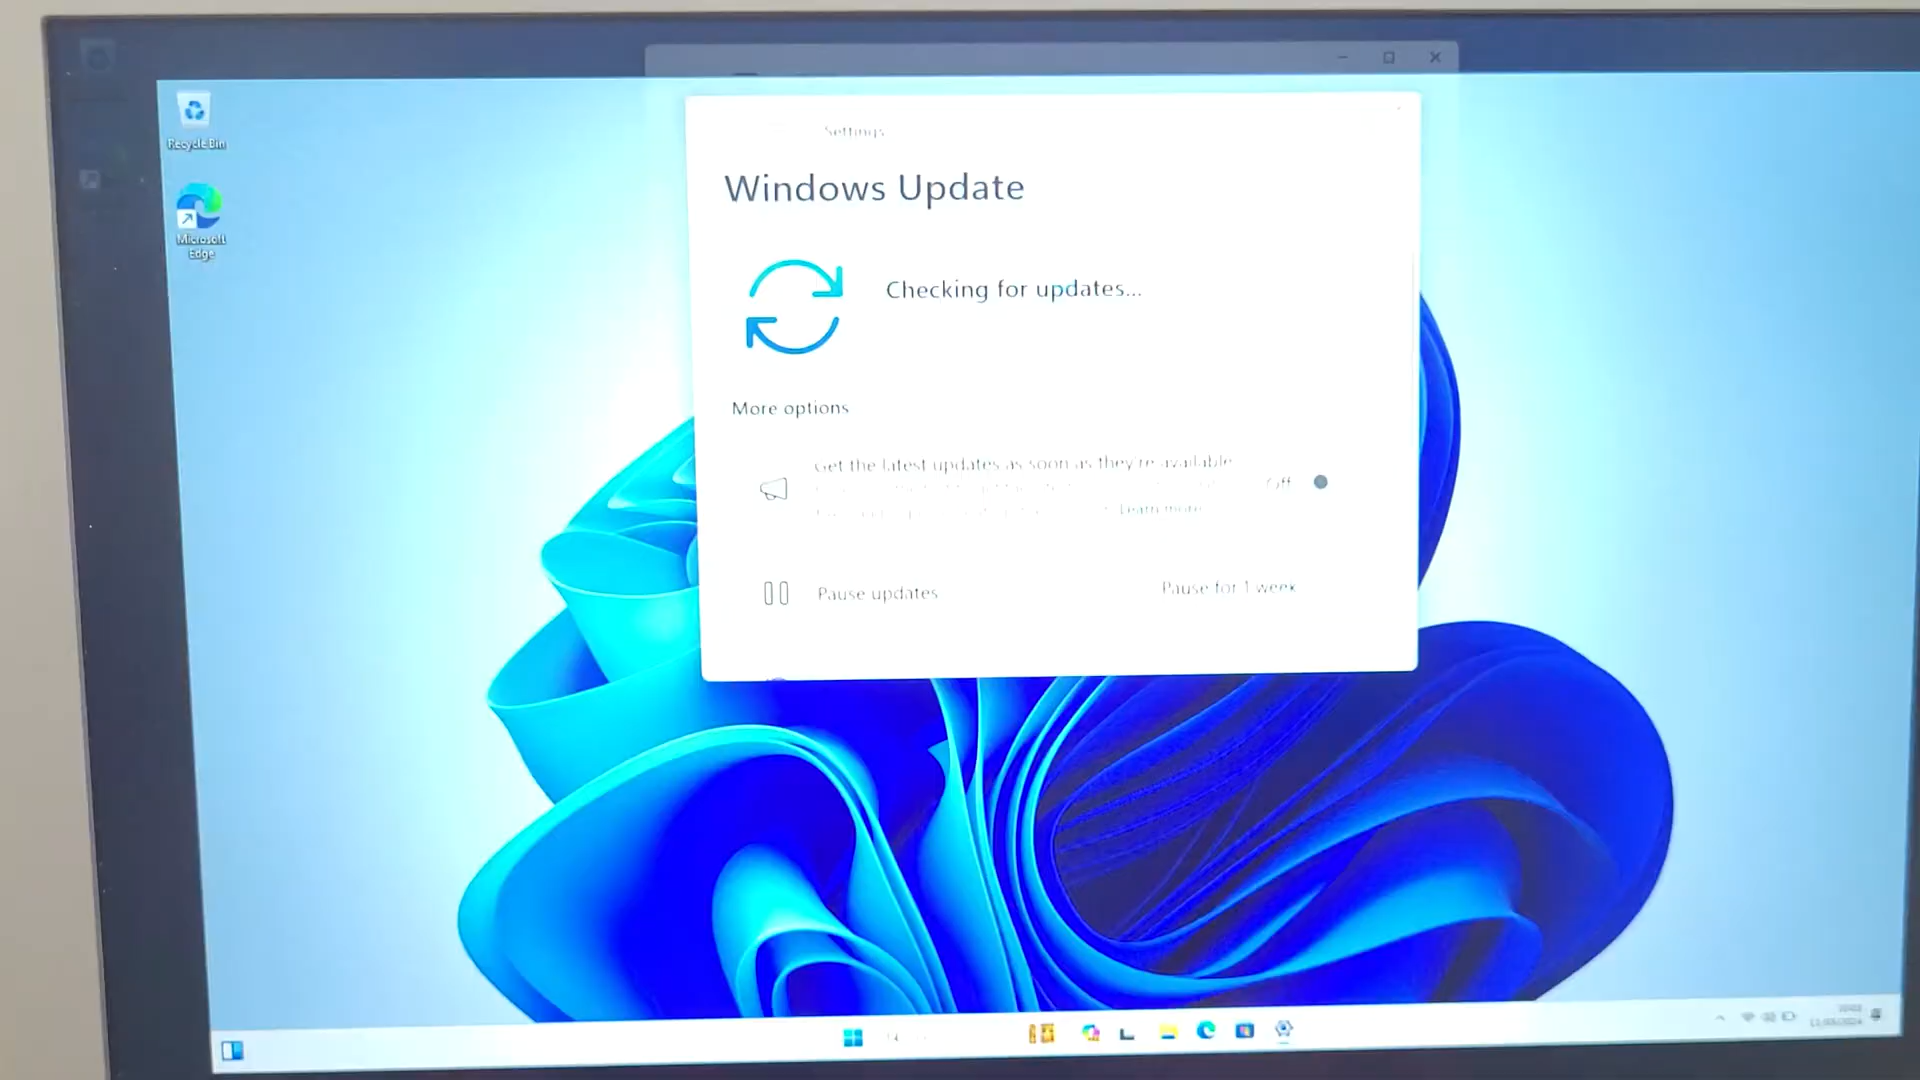 Recycle Bin
Microsoft
Edge
Settings
Windows Update
Checking for updates...
More options
Get the latest updates as soon as they're available
Off
Learn more
Pause updates
Pause for 1 week